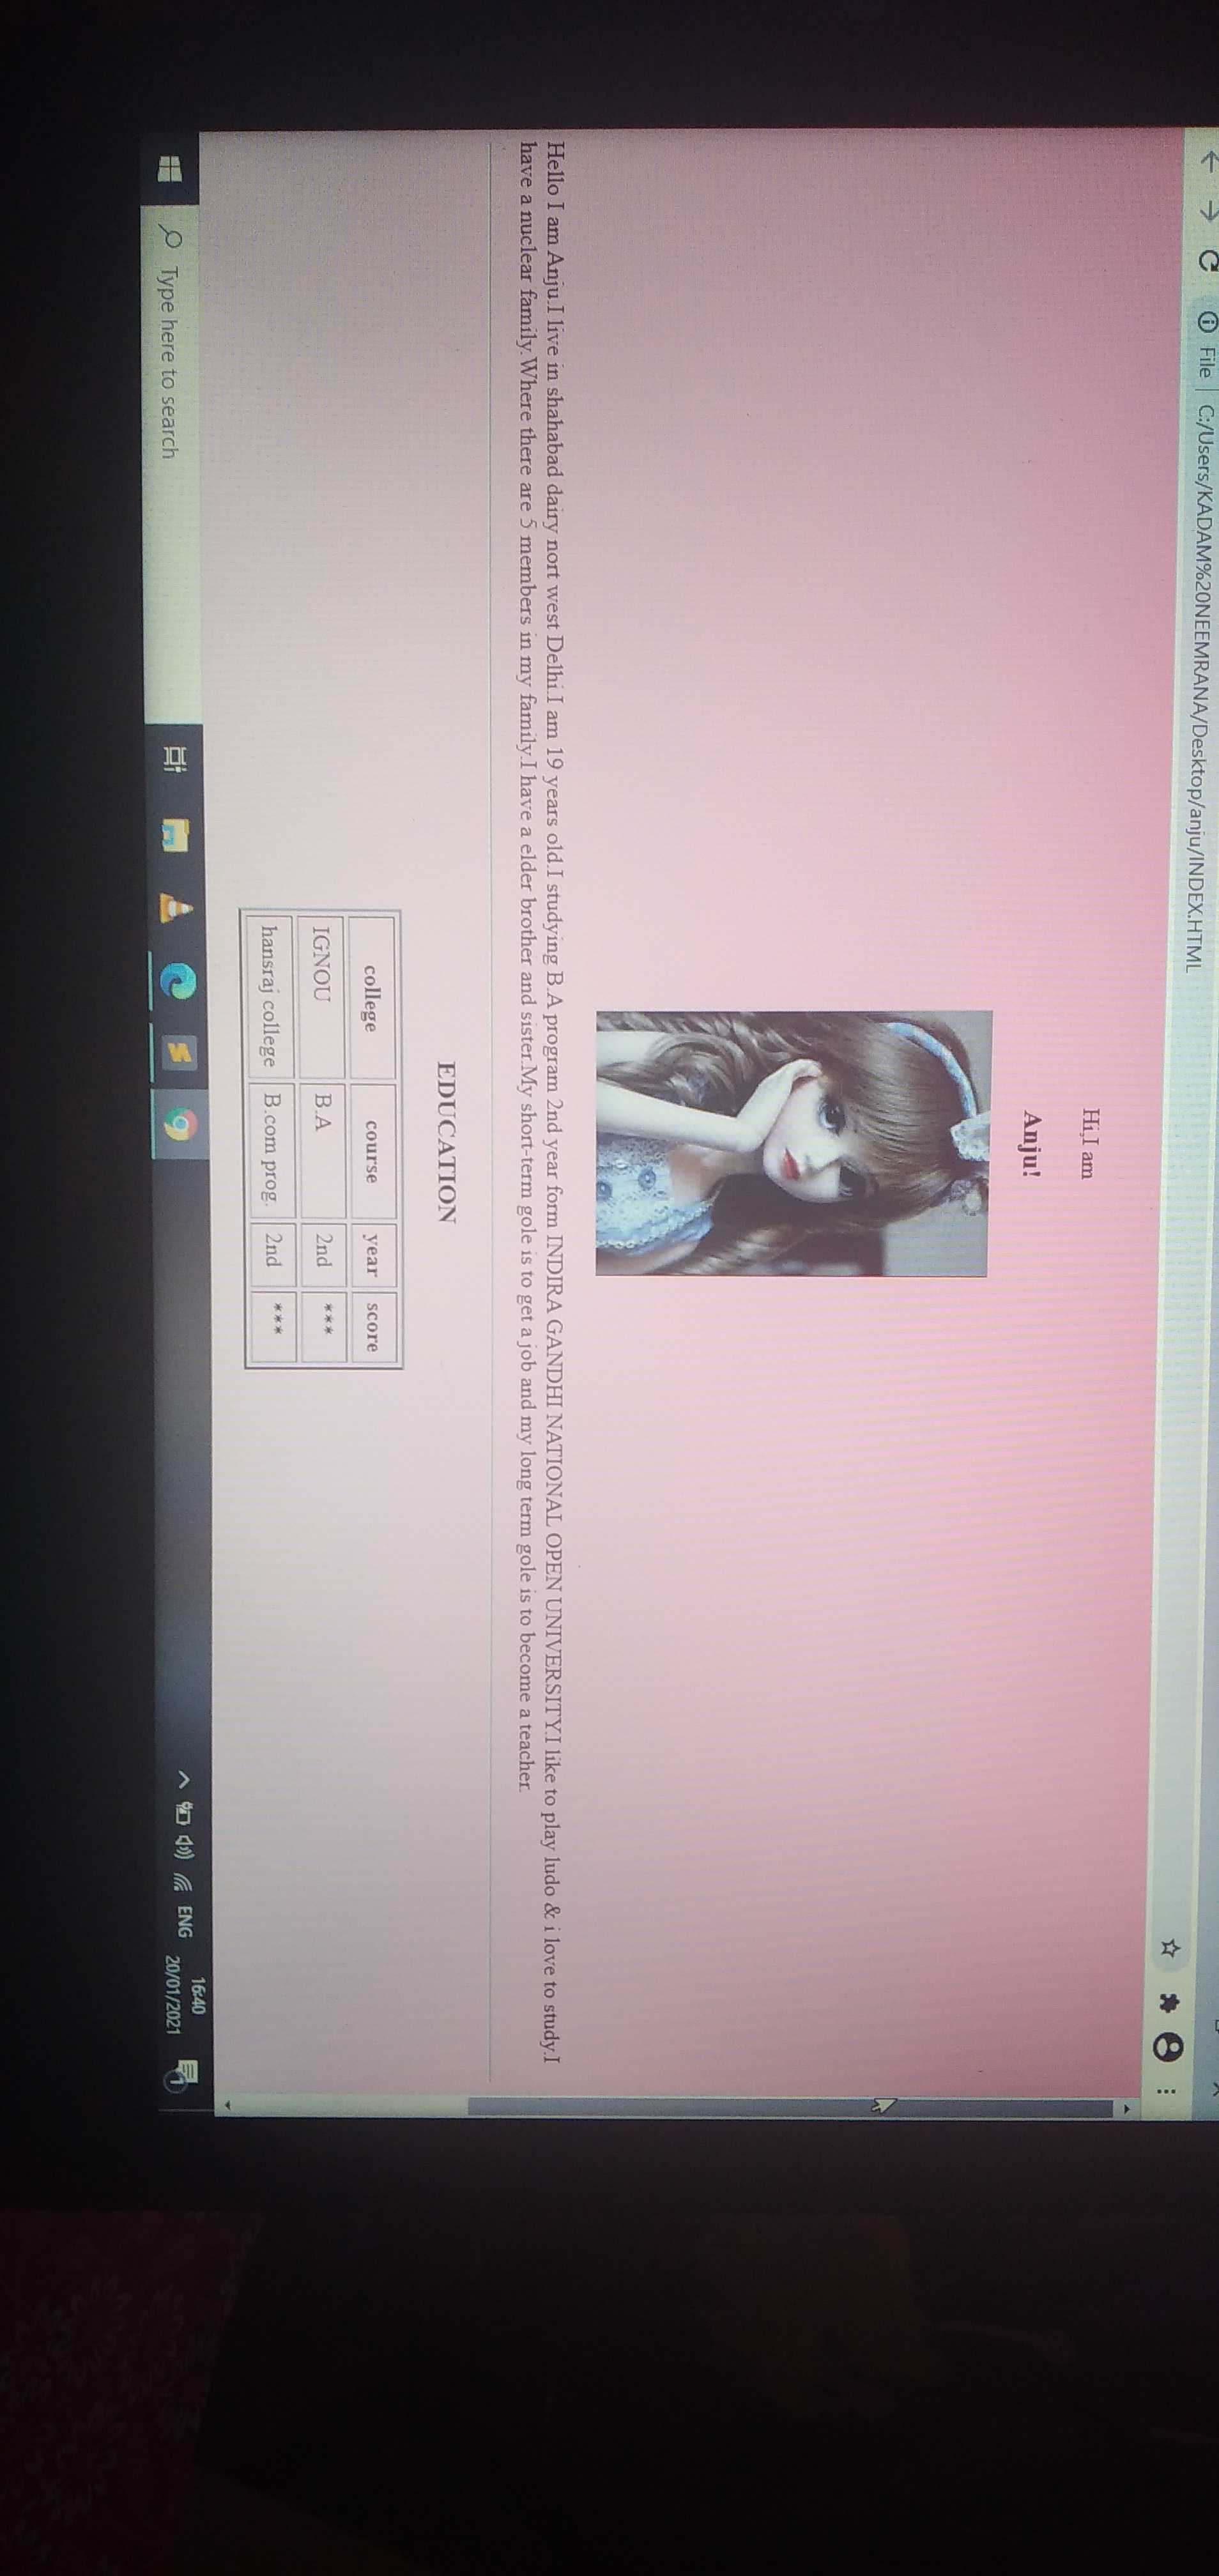 File | C:/Users/KADAM%20NEEMRANA/Desktop/anju/INDEX.HTML
Hi,I am
Anju!
Hello I am Anju.I live in shahabad dairy nort west Delhi.I am 19 years old.I studying B.A program 2nd year form INDIRA GANDHI NATIONAL OPEN UNIVERSITY.I like to play ludo & i love to study.I
have a nuclear family.Where there are 5 members in my family.I have a elder brother and sister.My short-term gole is to get a job and my long term gole is to become a teacher.
EDUCATION
college course year score
IGNOU B.A 2nd ***
hansraj college B.com prog. 2nd ***
Type here to search
ENG
16:40
20/01/2021
1